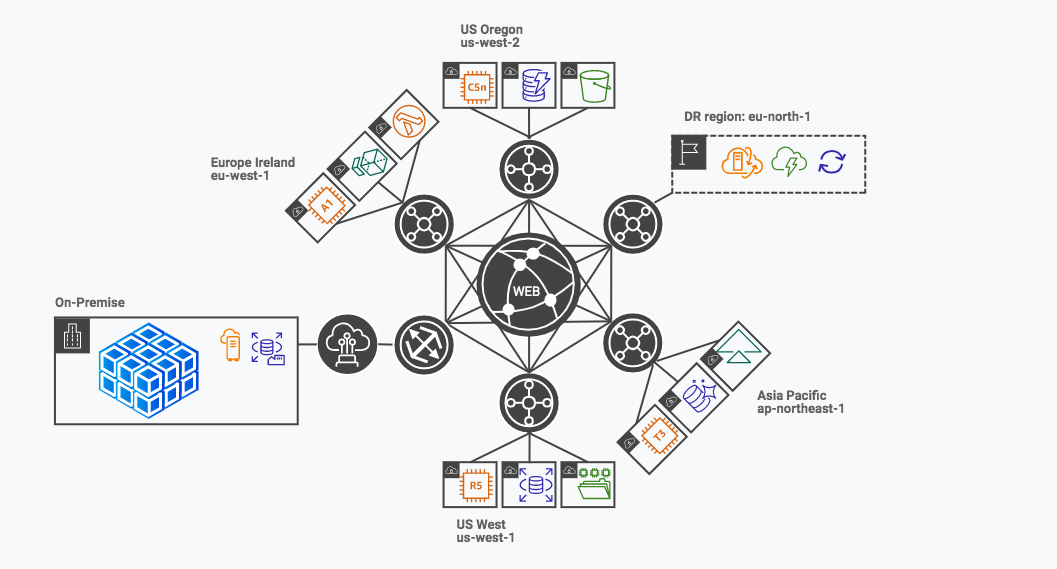 US Oregon
us-west-2
C5n
DR region: eu-north-1
Europe Ireland
eu-west-1
A1
WEB
On-Premise
Asia Pacific
ap-northeast-1
T3
R5
US West
us-west-1